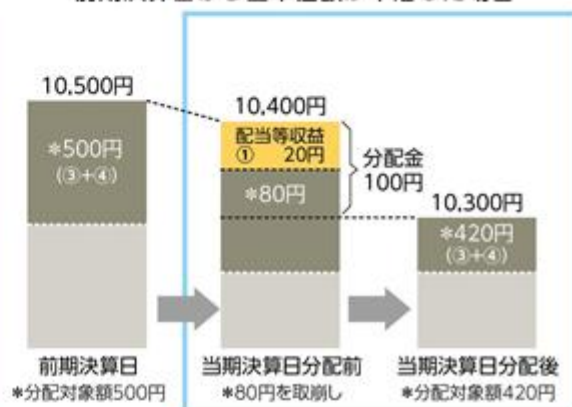 10,500円
*500円
(③+④)
10,400円
配当等収益
① 20円
*80円
分配金
100円
10,300円
*420円
(③+④)
前期決算日
*分配対象額500円
当期決算日分配前
*80円を取崩し
当期決算日分配後
*分配対象額420円